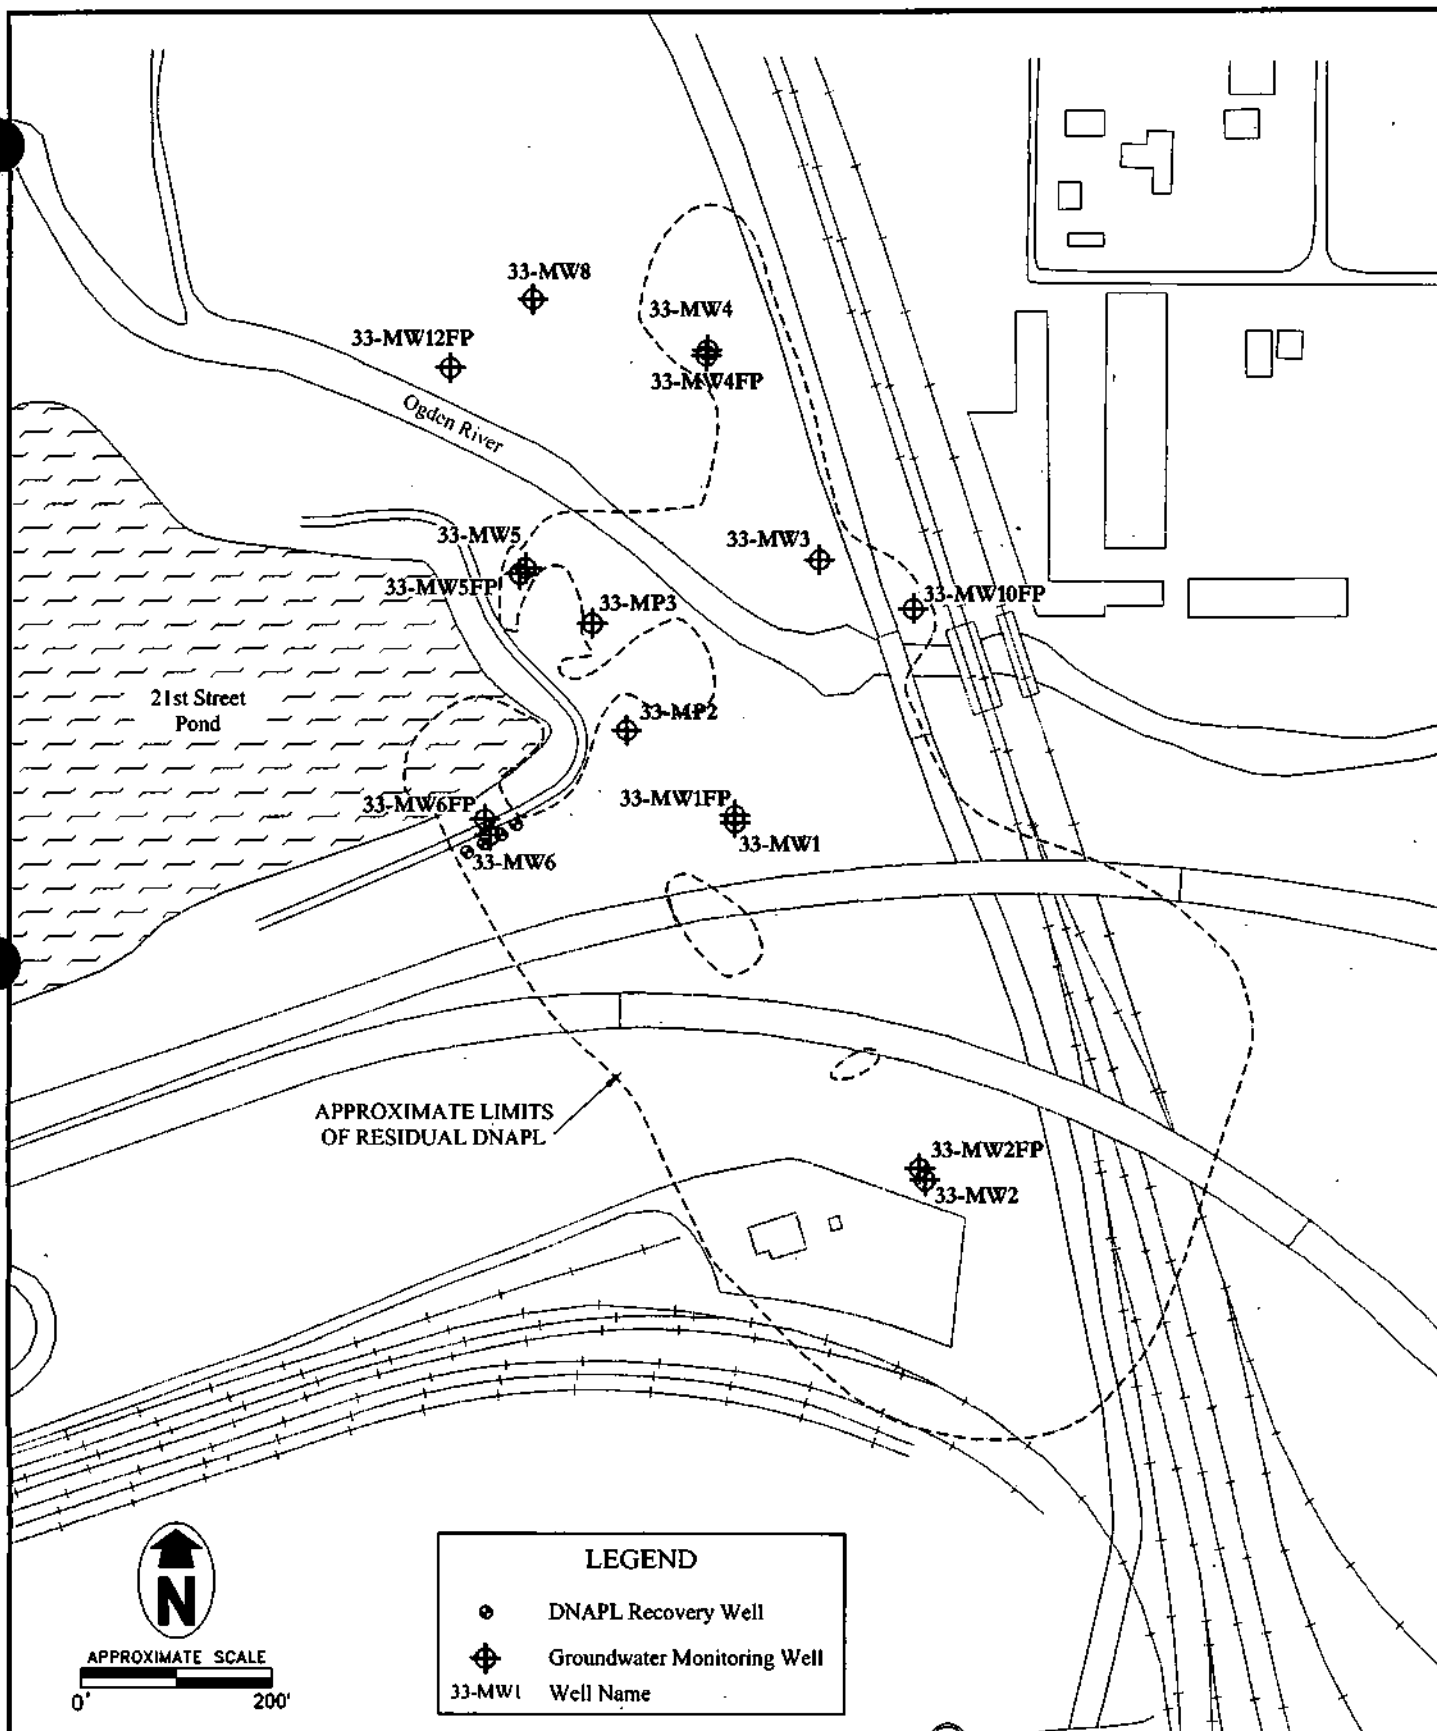 33-MW8
33-MW4
33-MW12FP
33-MW4FP
Ogden River
33-MW5
33-MW3
33-MW5FP
33-MW10FP
33-MP3
21st Street
Pond
33-MP2
33-MW6FP
33-MW1FP
33-MW1
33-MW6
APPROXIMATE LIMITS
OF RESIDUAL DNAPL
33-MW2FP
33-MW2
LEGEND
DNAPL Recovery Well
Groundwater Monitoring Well
33-MW1 Well Name
N
APPROXIMATE SCALE
0' 200'